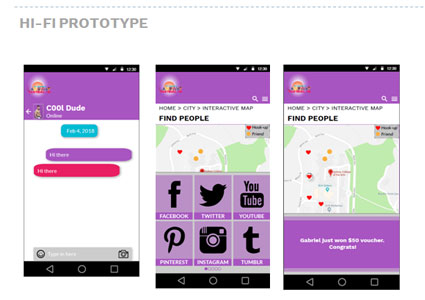 HI-FI PROTOTYPE
12:30
C00l Dude
Online
Feb 4, 2018
Hi there
Hi there
Type in here
12:30
HOME > CITY > INTERACTIVE MAP
FIND PEOPLE
Hook-up
Friend
FACEBOOK
TWITTER
You
Tube
YOUTUBE
PINTEREST
INSTAGRAM
TUMBLR
12:30
HOME > CITY > INTERACTIVE MAP
FIND PEOPLE
Hook-up
Friend
Gabriel just won $50 voucher.
Congrats!